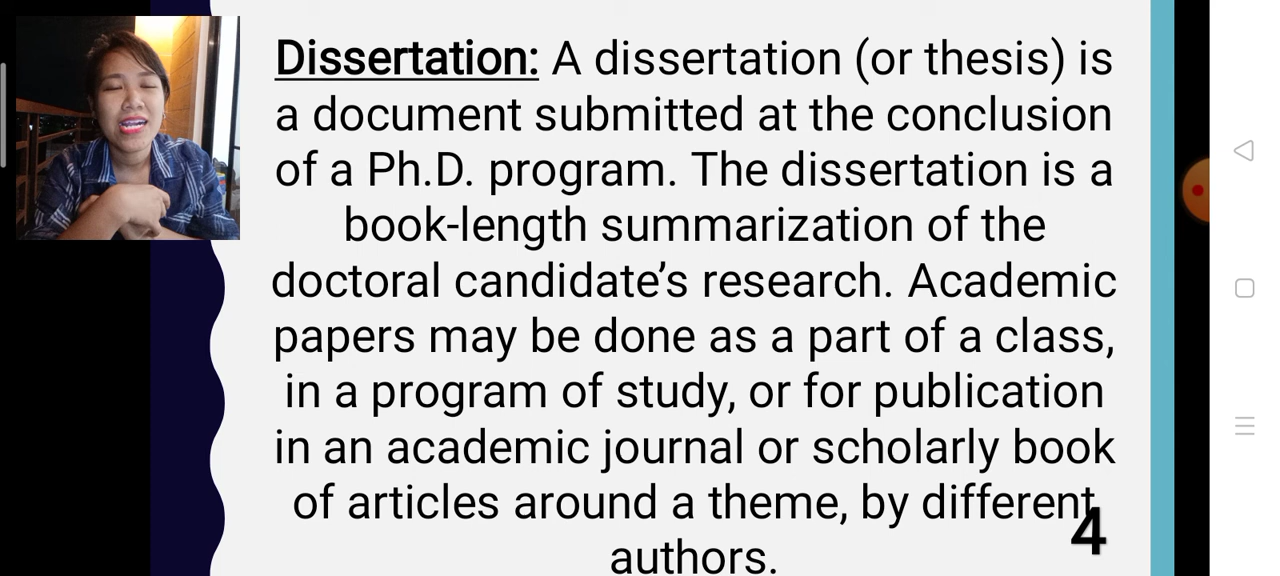 Dissertation: A dissertation (or thesis) is
a document submitted at the conclusion
of a Ph.D. program. The dissertation is a
book-length summarization of the
doctoral candidate’s research. Academic
papers may be done as a part of a class,
in a program of study, or for publication
in an academic journal or scholarly book
of articles around a theme, by different
authors.
4